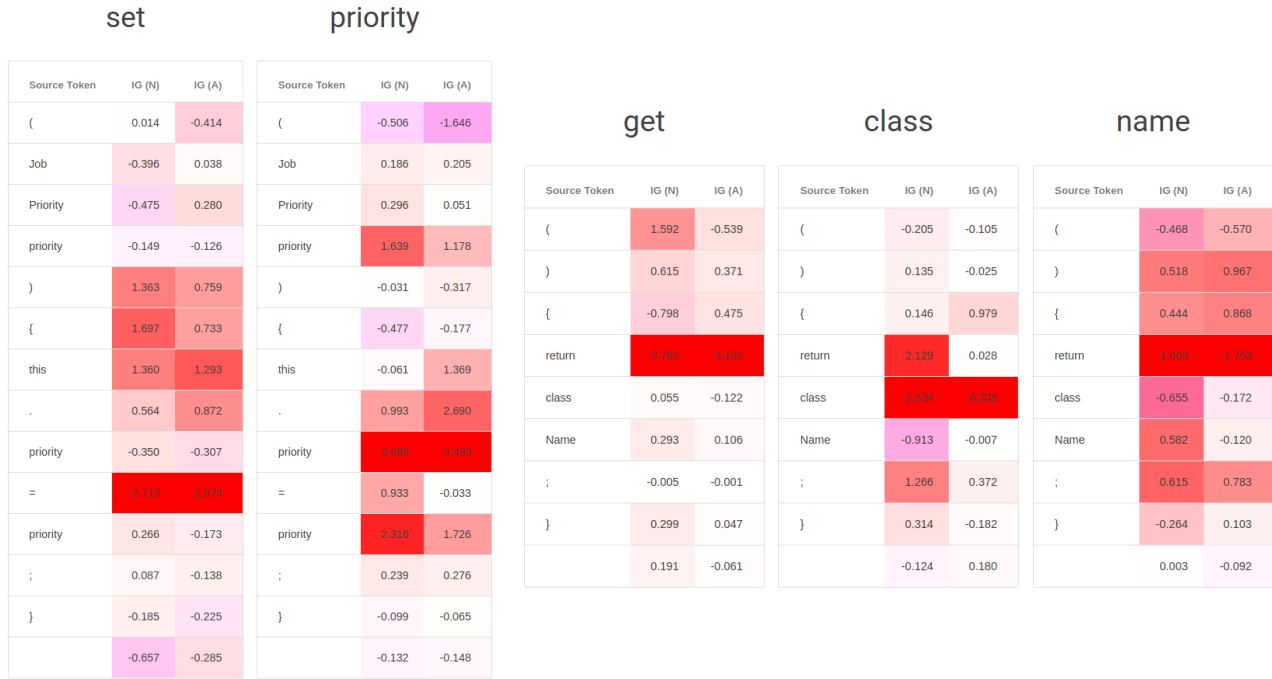 set
Source Token IG (N) IG (A)
( 0.014 -0.414
Job -0.396 0.038
Priority -0.475 0.280
priority -0.149 -0.126
) 1.363 0.759
{ 1.697 0.733
this 1.360 1.293
. 0.564 0.872
priority -0.350 -0.307
= 2.713 1.974
priority 0.266 -0.173
; 0.087 -0.138
} -0.185 -0.225
-0.657 -0.285
priority
Source Token IG (N) IG (A)
( -0.506 -1.646
Job 0.186 0.205
Priority 0.296 0.051
priority 1.639 1.178
) -0.031 -0.317
{ -0.477 -0.177
this -0.061 1.369
. 0.993 2.690
priority 4.433
= 0.933 -0.033
priority 2.316 1.726
; 0.239 0.276
} -0.099 -0.065
-0.132 -0.148
get
Source Token IG (N) IG (A)
( 1.592 -0.539
) 0.615 0.371
{ -0.798 0.475
return 3.762 4.152
class 0.055 -0.122
Name 0.293 0.106
; -0.005 -0.001
} 0.299 0.047
0.191 -0.061
class
Source Token IG (N) IG (A)
( -0.205 -0.105
) 0.135 -0.025
{ 0.146 0.979
return 2.129 0.028
class 2.534 6.235
Name -0.913 -0.007
; 1.266 0.372
} 0.314 -0.182
-0.124 0.180
name
Source Token IG (N) IG (A)
( -0.468 -0.570
) 0.518 0.967
{ 0.444 0.868
return 1.753
class -0.655 -0.172
Name 0.582 -0.120
; 0.615 0.783
} -0.264 0.103
0.003 -0.092